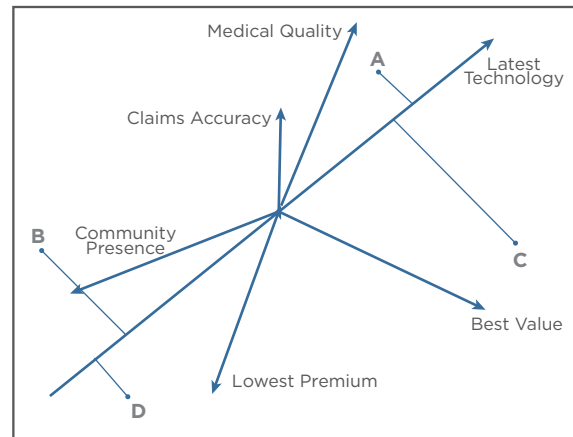 Medical Quality
A
Latest
Technology
Claims Accuracy
B
Community
Presence
C
Best Value
Lowest Premium
D